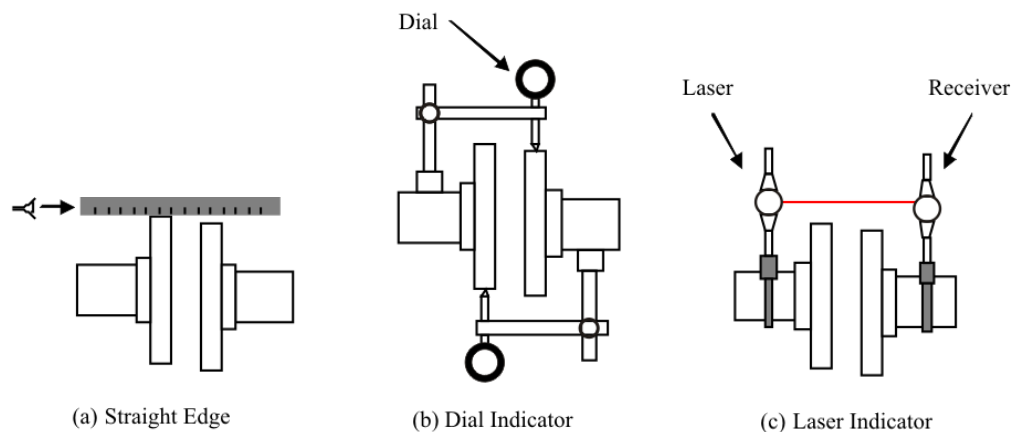 Dial
Laser
Receiver
(a) Straight Edge
(b) Dial Indicator
(c) Laser Indicator